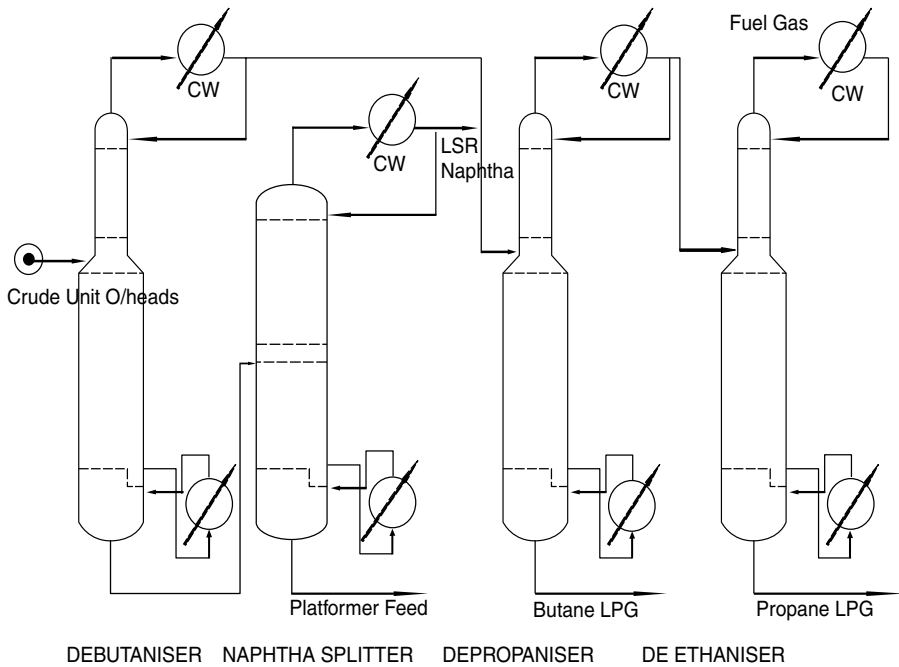 Fuel Gas
CW
CW
CW
CW
LSR
Naphtha
Crude Unit O/heads
Platformer Feed
Butane LPG
Propane LPG
DEBUTANISER NAPHTHA SPLITTER DEPROPANISER DE ETHANISER